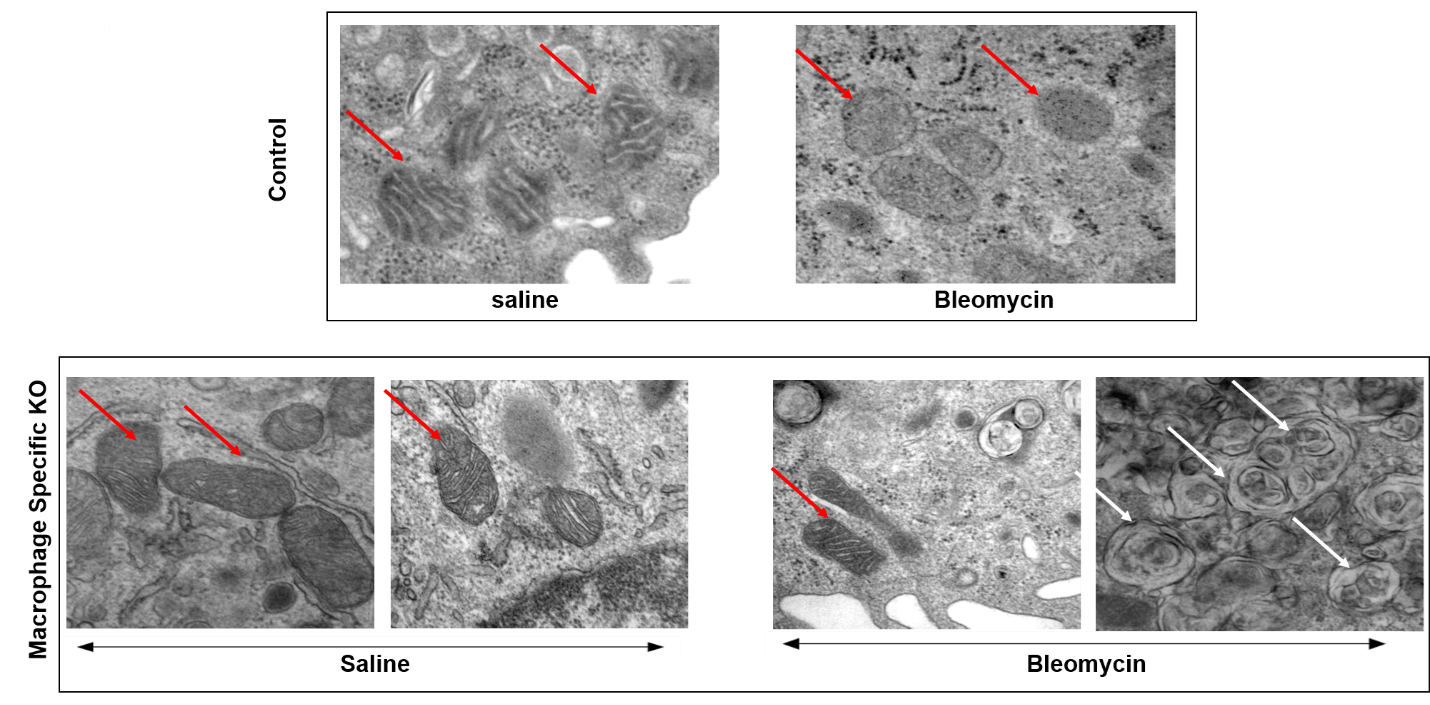 Control
saline
Bleomycin
Macrophage Specific KO
Saline
Bleomycin